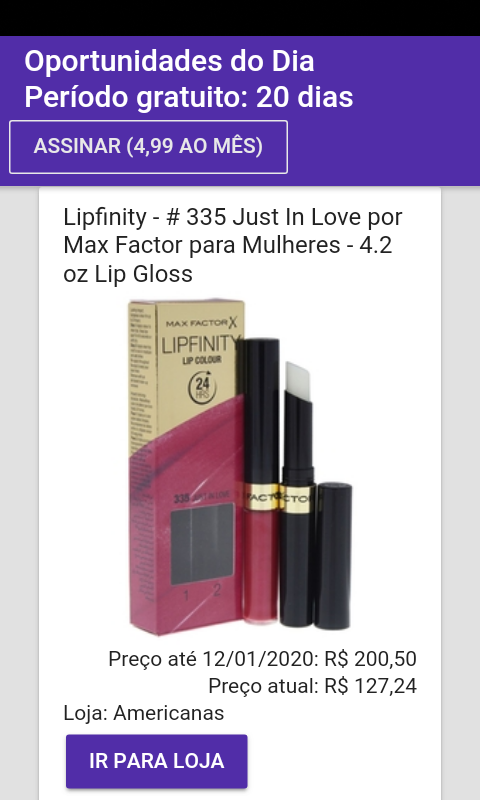 Oportunidades do Dia
Período gratuito: 20 dias
ASSINAR (4,99 AO MÊS)
Lipfinity - # 335 Just In Love por
Max Factor para Mulheres - 4.2
oz Lip Gloss
MAX FACTOR X
LIPFINITY
LIP COLOUR
24
HRS
335
1 2
Preço até 12/01/2020: R$ 200,50
Preço atual: R$ 127,24
Loja: Americanas
IR PARA LOJA